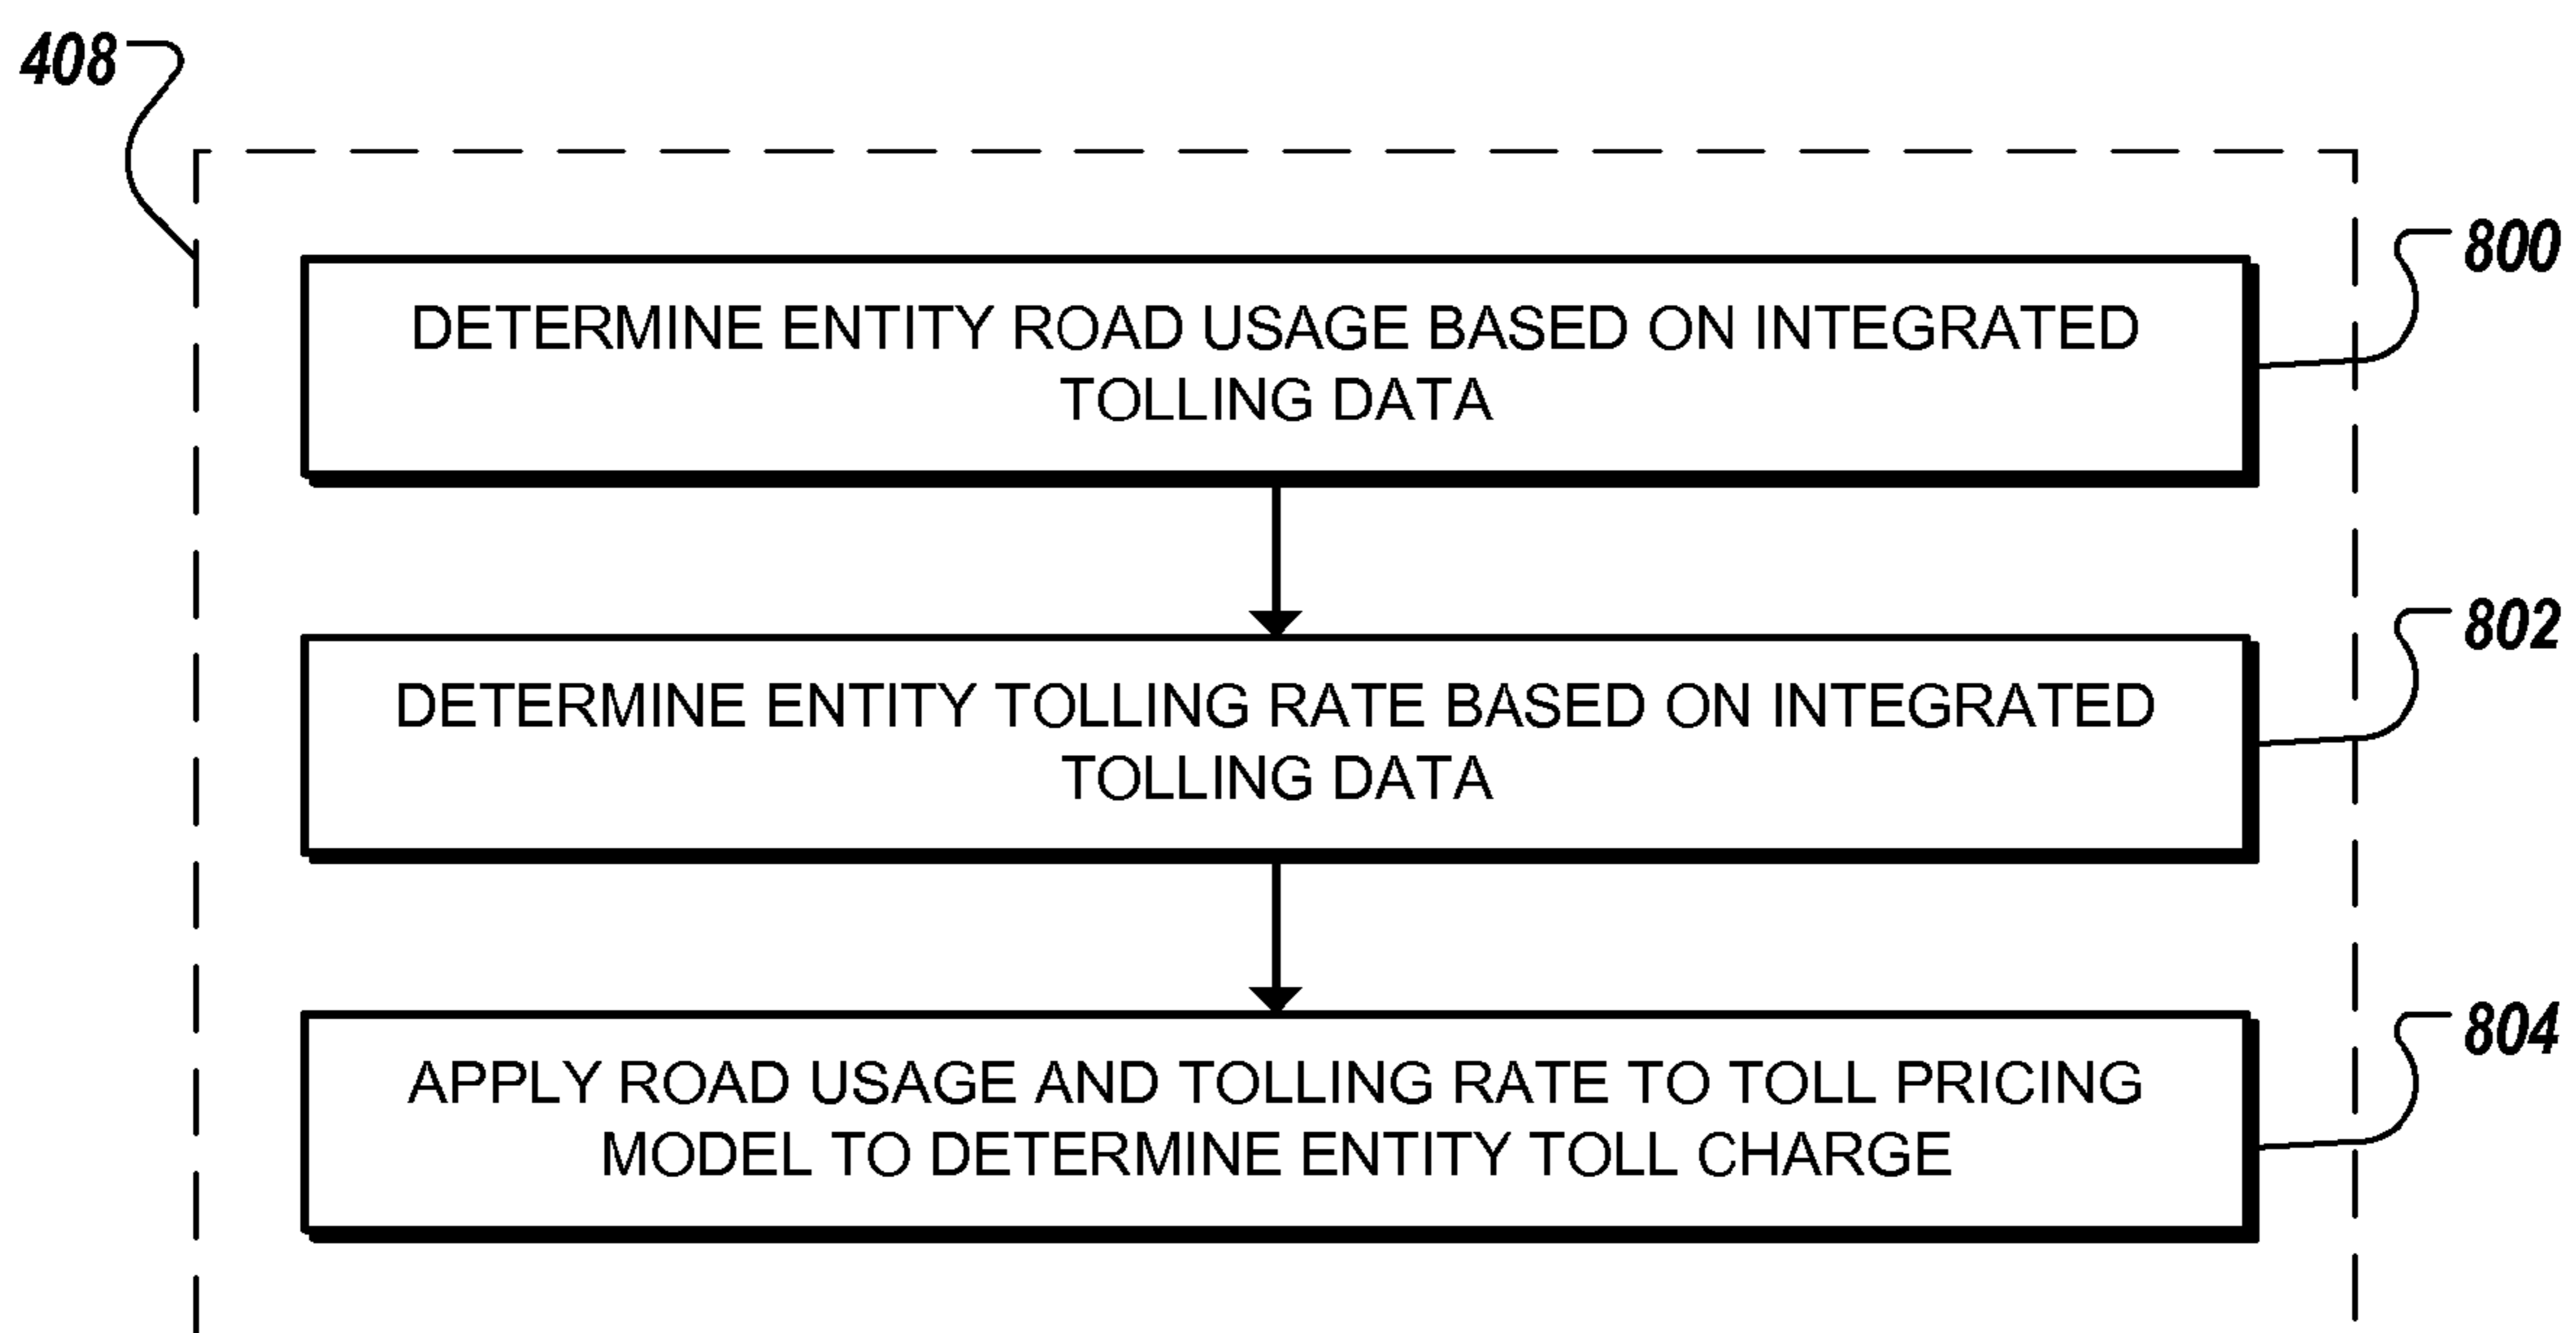 408
800
DETERMINE ENTITY ROAD USAGE BASED ON INTEGRATED
TOLLING DATA
802
DETERMINE ENTITY TOLLING RATE BASED ON INTEGRATED
TOLLING DATA
804
APPLY ROAD USAGE AND TOLLING RATE TO TOLL PRICING
MODEL TO DETERMINE ENTITY TOLL CHARGE